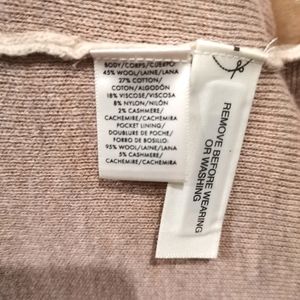 BODY/CORPS/CUERPO:
45% WOOL/LAINE/LANA
27% COTTON/
COTON/ALGODÓN
18% VISCOSE/VISCOSA
8% NYLON/NILÓN
2% CASHMERE/
CACHEMIRE/CACHEMIRA
POCKET LINING/
DOUBLURE DE POCHE/
FORRO DE BOSILLO:
95% WOOL/LAINE/LANA
5% CASHMERE/
CACHEMIRE/CACHEMIRA
REMOVE BEFORE WEARING
OR WASHING